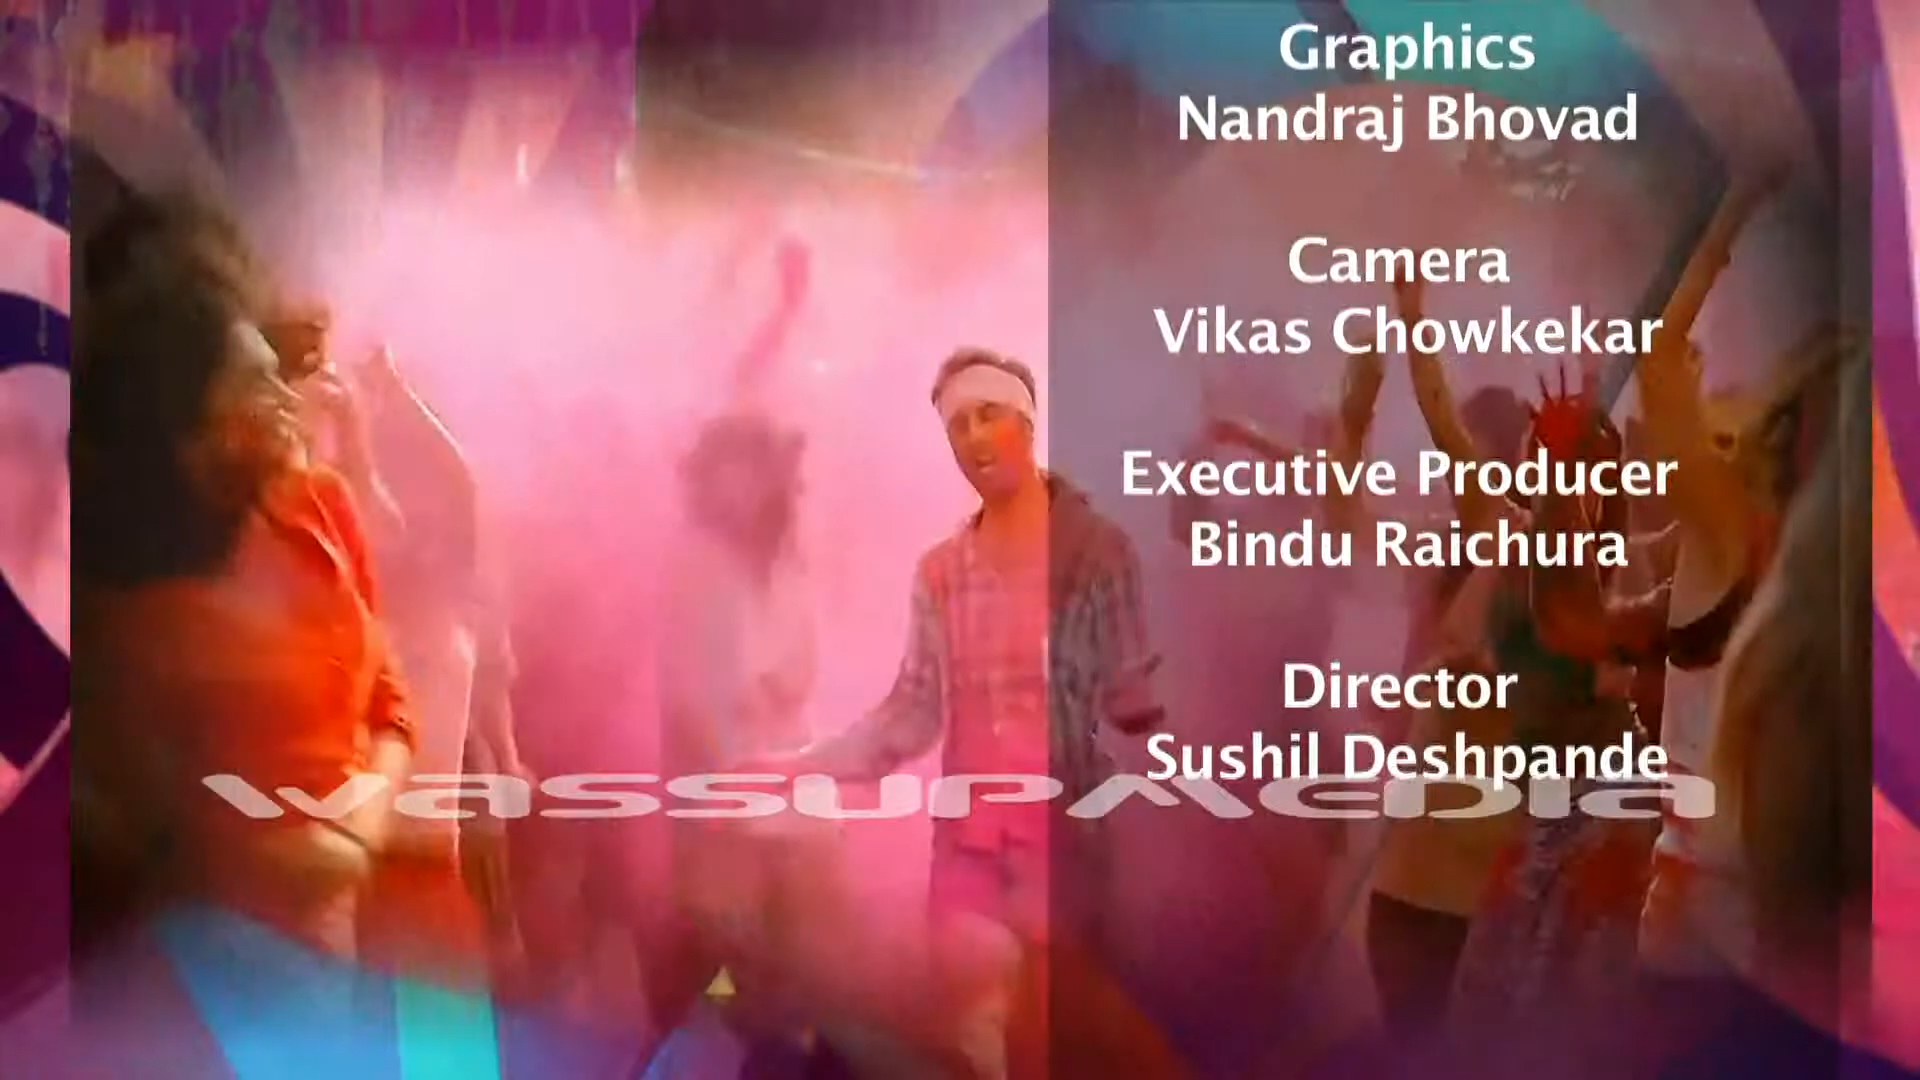 Graphics
Nandraj Bhovad
Camera
Vikas Chowkekar
Executive Producer
Bindu Raichura
Director
Sushil Deshpande
WASSUPMEDIA